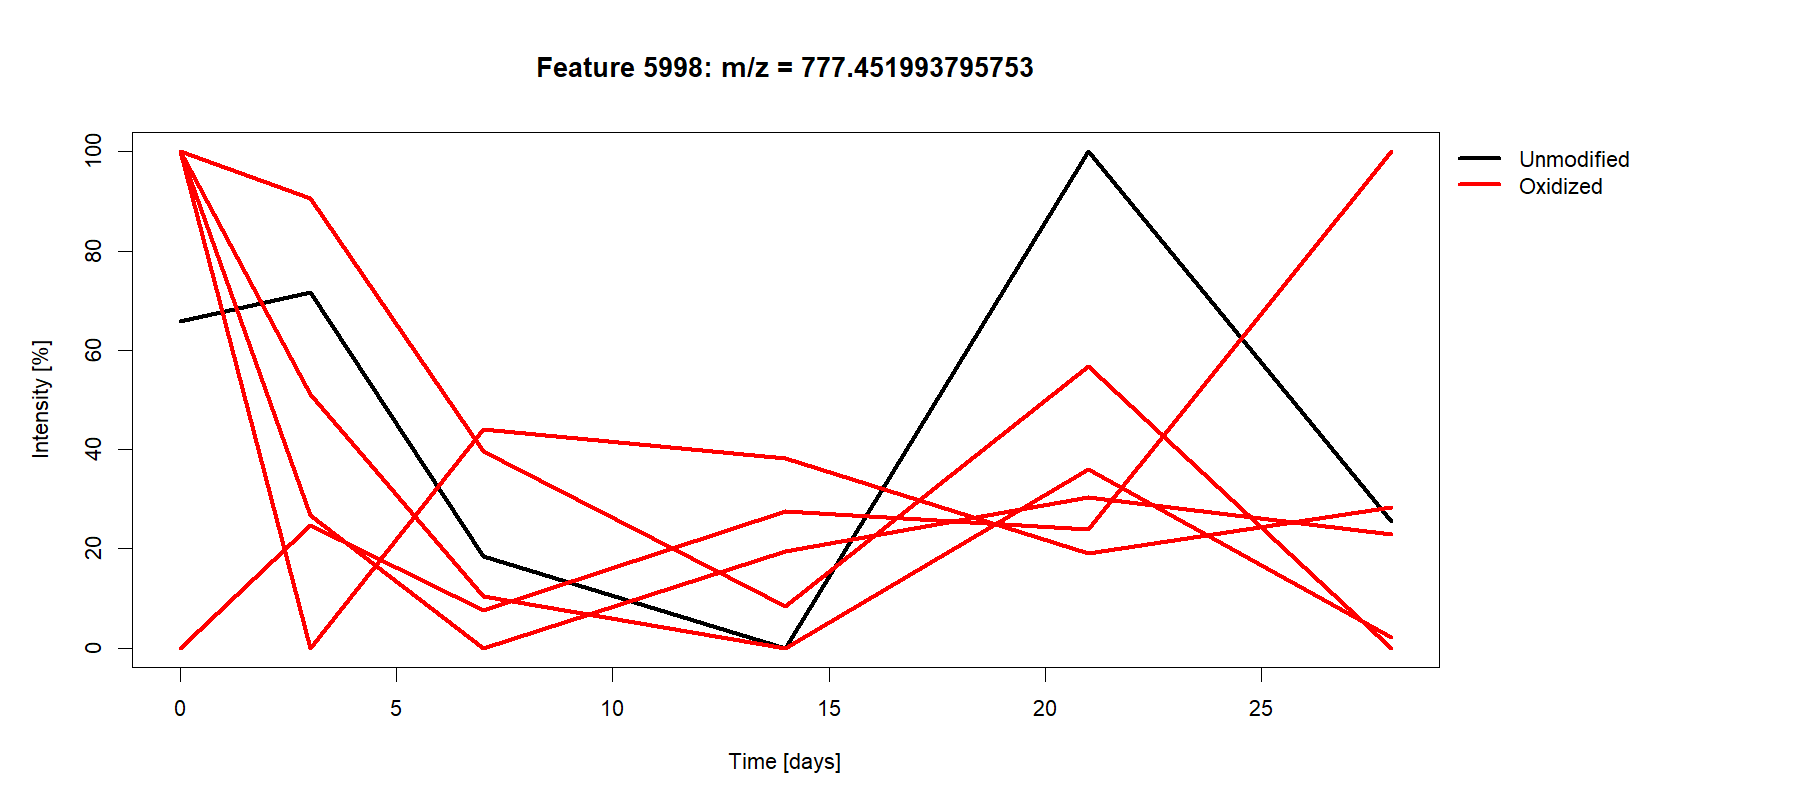 Feature 5998: m/z = 777.451993795753
Unmodified
Oxidized
100
80
60
40
20
0
Intensity [%]
0 5 10 15 20 25
Time [days]